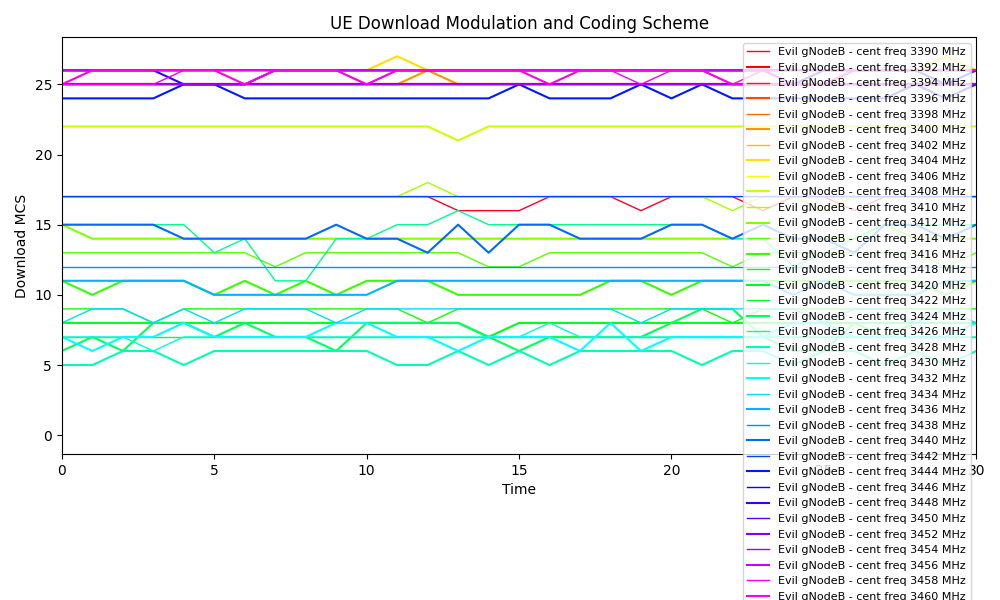 UE Download Modulation and Coding Scheme
Download MCS
25
20
15
10
5
0
0
5
10
15
20
30
Time
Evil gNodeB - cent freq 3390 MHz
Evil gNodeB - cent freq 3392 MHz
Evil gNodeB - cent freq 3394 MHz
Evil gNodeB - cent freq 3396 MHz
Evil gNodeB - cent freq 3398 MHz
Evil gNodeB - cent freq 3400 MHz
Evil gNodeB - cent freq 3402 MHz
Evil gNodeB - cent freq 3404 MHz
Evil gNodeB - cent freq 3406 MHz
Evil gNodeB - cent freq 3408 MHz
Evil gNodeB - cent freq 3410 MHz
Evil gNodeB - cent freq 3412 MHz
Evil gNodeB - cent freq 3414 MHz
Evil gNodeB - cent freq 3416 MHz
Evil gNodeB - cent freq 3418 MHz
Evil gNodeB - cent freq 3420 MHz
Evil gNodeB - cent freq 3422 MHz
Evil gNodeB - cent freq 3424 MHz
Evil gNodeB - cent freq 3426 MHz
Evil gNodeB - cent freq 3428 MHz
Evil gNodeB - cent freq 3430 MHz
Evil gNodeB - cent freq 3432 MHz
Evil gNodeB - cent freq 3434 MHz
Evil gNodeB - cent freq 3436 MHz
Evil gNodeB - cent freq 3438 MHz
Evil gNodeB - cent freq 3440 MHz
Evil gNodeB - cent freq 3442 MHz
Evil gNodeB - cent freq 3444 MHz
Evil gNodeB - cent freq 3446 MHz
Evil gNodeB - cent freq 3448 MHz
Evil gNodeB - cent freq 3450 MHz
Evil gNodeB - cent freq 3452 MHz
Evil gNodeB - cent freq 3454 MHz
Evil gNodeB - cent freq 3456 MHz
Evil gNodeB - cent freq 3458 MHz
Evil gNodeB - cent freq 3460 MHz